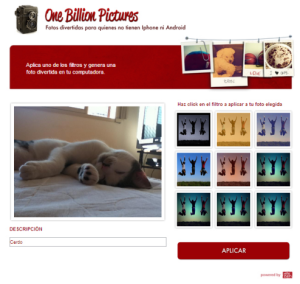 One Billion Pictures
Fotos divertidas para quienes no tienen Iphone ni Android
Aplica uno de los filtros y genera una
foto divertida en tu computadora.
Haz click en el filtro a aplicar a tu foto elegida
DESCRIPCIÓN
Cardo
APLICAR
powered by